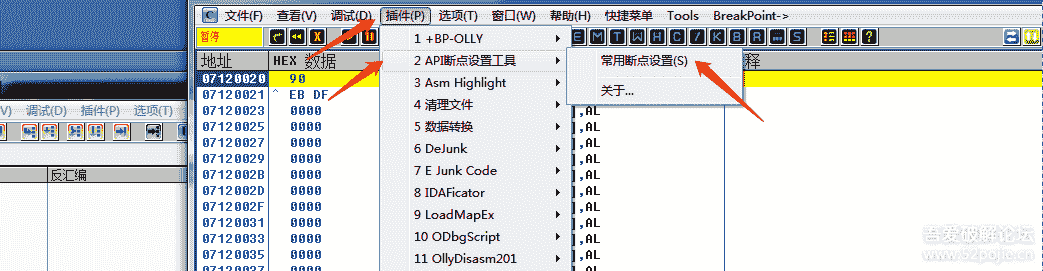 C 文件(F) 查看(V) 调试(D) 插件(P) 选项(T) 窗口(W) 帮助(H) 快捷菜单 Tools BreakPoint->
暂停
E M T W H C / K B R ... S
地址 HEX 数据 释
07120020 90
07120021 ^ EB DF
07120023 0000 ],AL
07120025 0000 ],AL
07120027 0000 ],AL
07120029 0000 ],AL
0712002B 0000 ],AL
0712002D 0000 ],AL
0712002F 0000 ],AL
07120031 0000 ],AL
07120033 0000 ],AL
07120035 0000 ],AL
07120037 0000 ],AL
1 +BP-OLLY
2 API断点设置工具
3 Asm Highlight
4 清理文件
5 数据转换
6 DeJunk
7 E Junk Code
8 IDAFicator
9 LoadMapEx
10 ODbgScript
11 OllyDisasm201
常用断点设置(S)
关于...
V) 调试(D) 插件(P) 选项(T)
反汇编
吾爱破解论坛
www.52pojie.cn